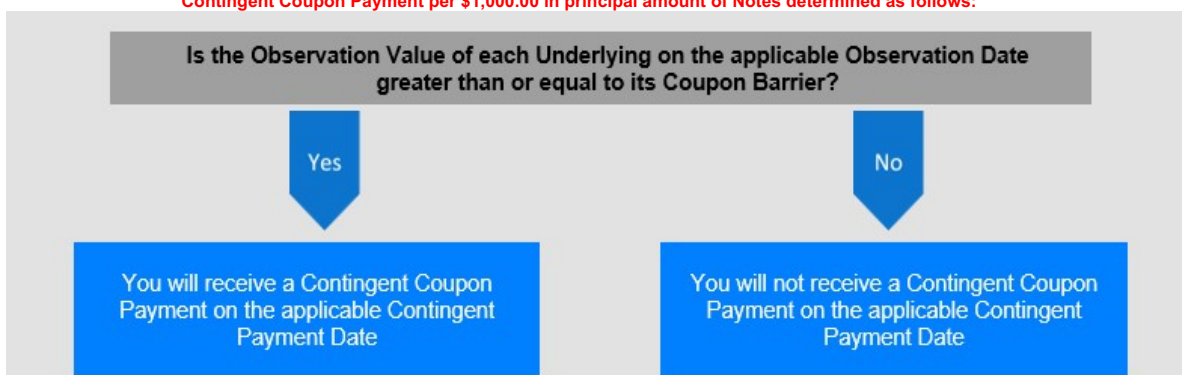 Contingent Coupon Payment per $1,000.00 in principal amount of Notes determined as follows:
Is the Observation Value of each Underlying on the applicable Observation Date
greater than or equal to its Coupon Barrier?
Yes
No
You will receive a Contingent Coupon
Payment on the applicable Contingent
Payment Date
You will not receive a Contingent Coupon
Payment on the applicable Contingent
Payment Date